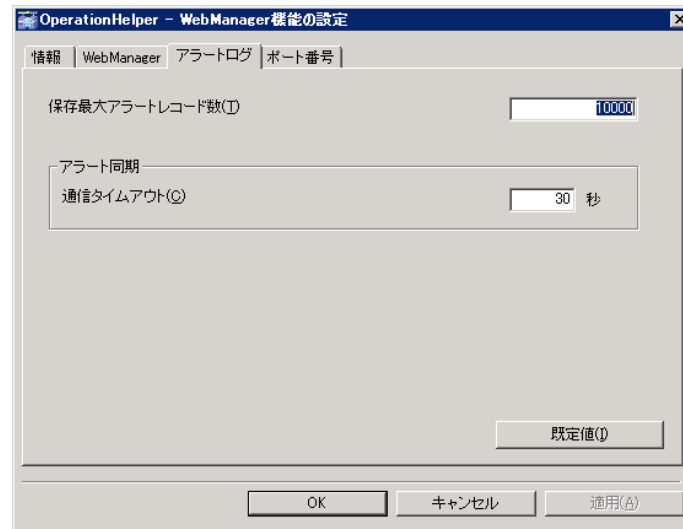 OperationHelper － WebManager機能の設定
情報 WebManager アラートログ ポート番号
保存最大アラートレコード数(T) 10000
アラート同期
通信タイムアウト(C) 30 秒
既定値(I)
OK キャンセル 適用(A)